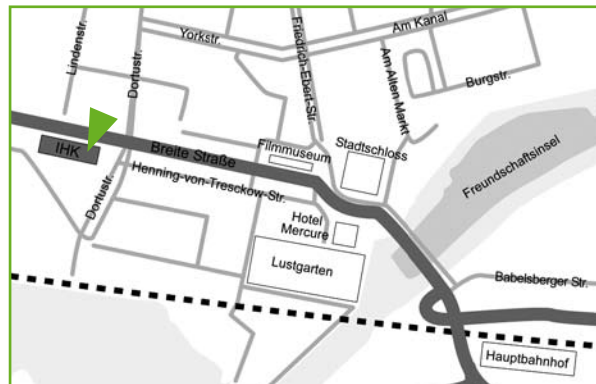 Lindenstr.
Dortustr.
Yorkstr.
Friedrich-Ebert-Str.
Am Kanal
Am Alten Markt
Burgstr.
IHK
Breite Straße
Filmmuseum
Stadtschloss
Freundschaftsinsel
Henning-von-Tresckow-Str.
Dortustr.
Hotel
Mercure
Lustgarten
Babelsberger Str.
Hauptbahnhof